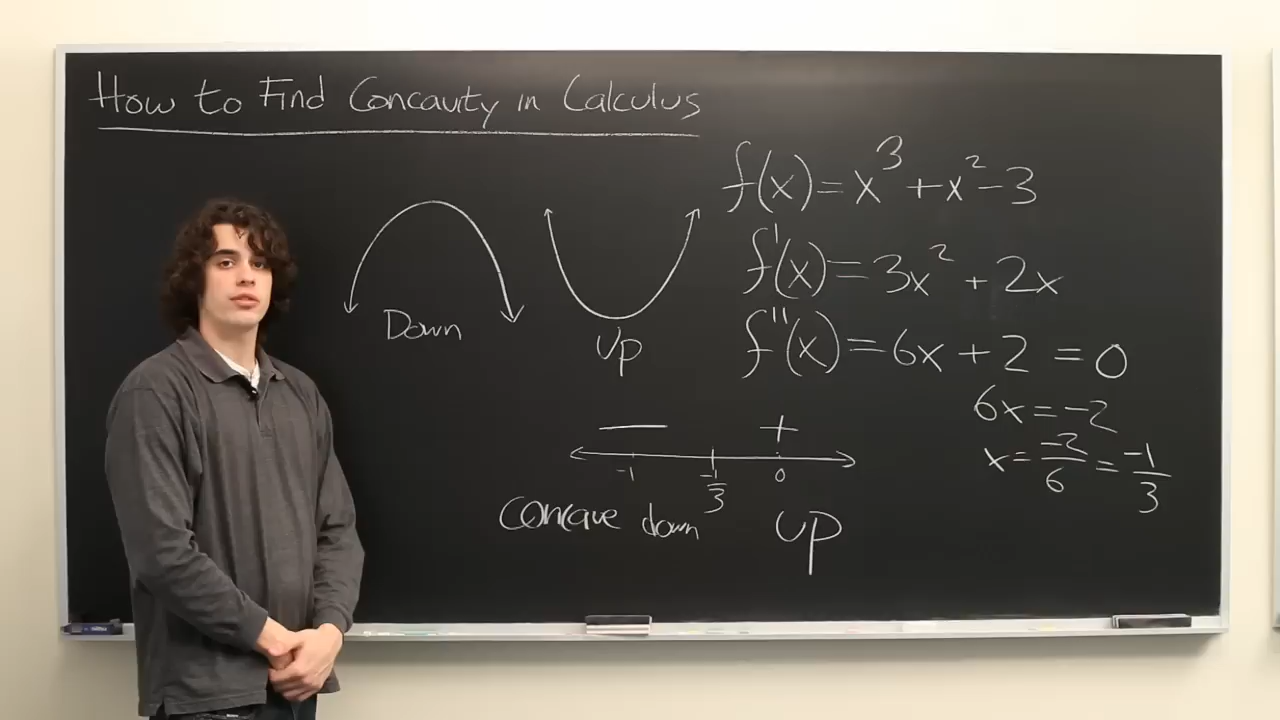 How to Find Concavity in Calculus
Down
Up
f(x)=x³+x²-3
f'(x)=3x²+2x
f''(x)=6x+2=0
6x=-2
x=-2/6=-1/3
— +
-1 -1/3 0
concave down up